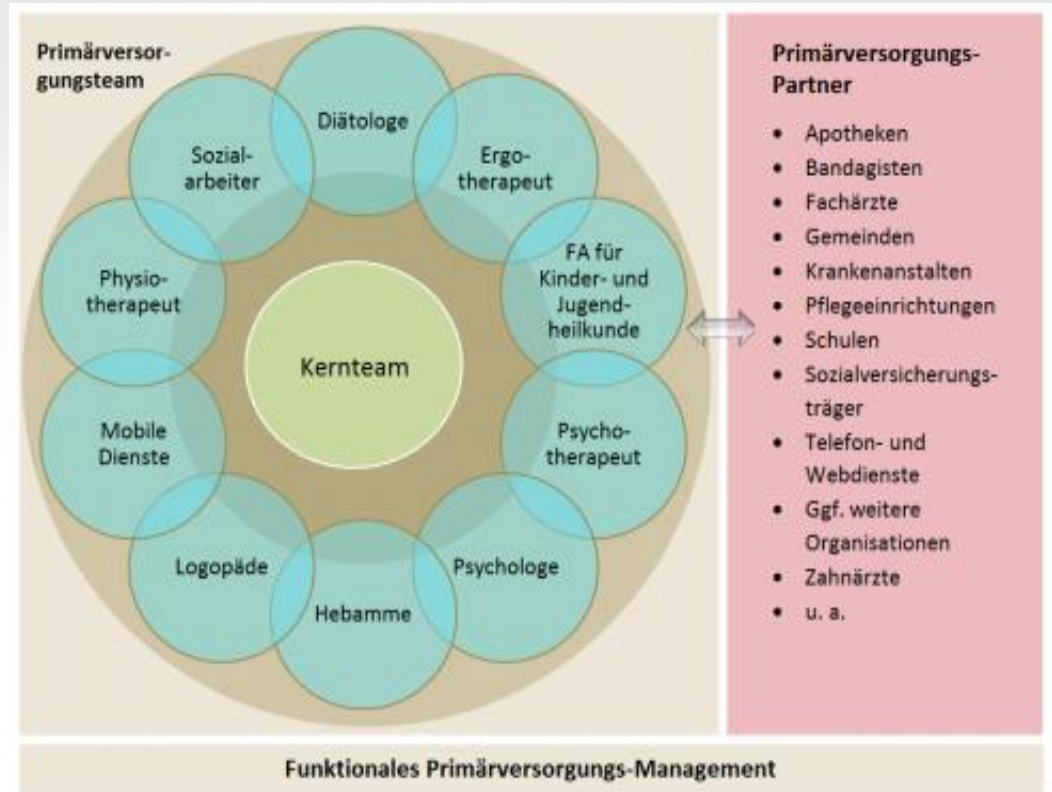 Primärversor-
gungsteam
Diätologe
Sozial-
arbeiter
Ergo-
therapeut
Physio-
therapeut
FA für
Kinder- und
Jugend-
heilkunde
Kernteam
Mobile
Dienste
Psycho-
therapeut
Logopäde
Psychologe
Hebamme
Primärversorgungs-
Partner
• Apotheken
• Bandagisten
• Fachärzte
• Gemeinden
• Krankenanstalten
• Pflegeeinrichtungen
• Schulen
• Sozialversicherungs-
träger
• Telefon- und
Webdienste
• Ggf. weitere
Organisationen
• Zahnärzte
• u. a.
Funktionales Primärversorgungs-Management